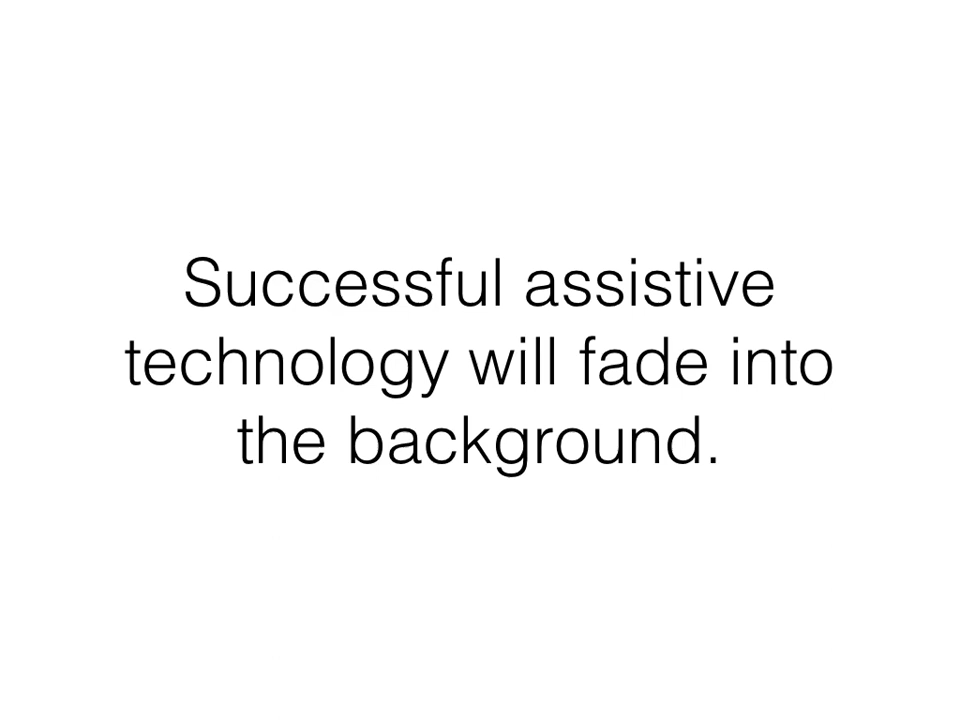 Successful assistive
technology will fade into
the background.